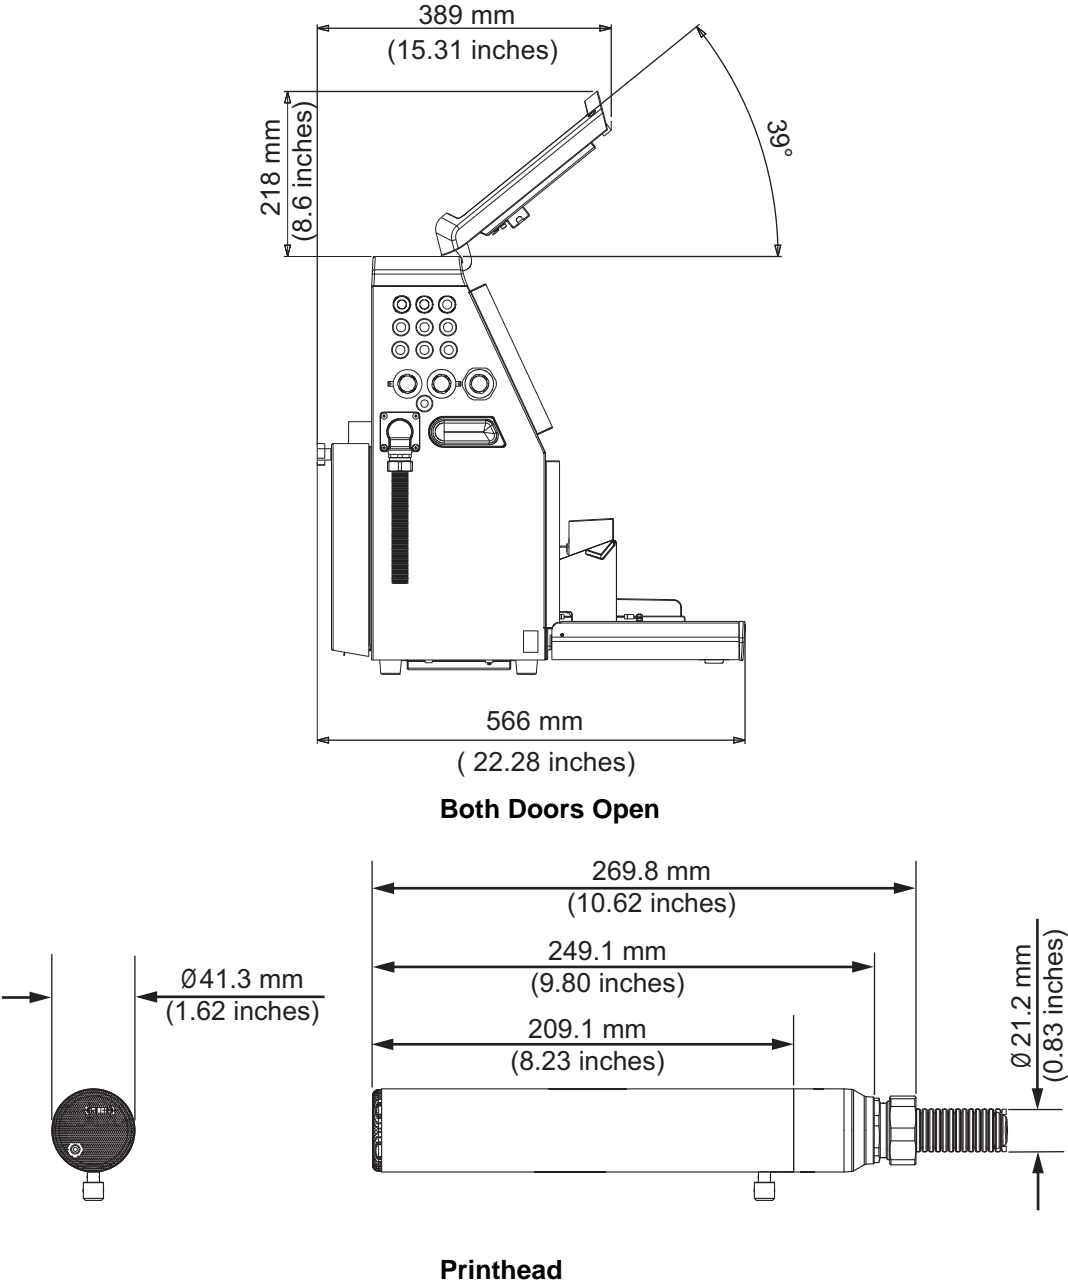 389 mm
(15.31 inches)
218 mm
(8.6 inches)
39°
566 mm
( 22.28 inches)
Both Doors Open
269.8 mm
(10.62 inches)
249.1 mm
(9.80 inches)
Ø41.3 mm
(1.62 inches)
209.1 mm
(8.23 inches)
Ø21.2 mm
(0.83 inches)
Printhead